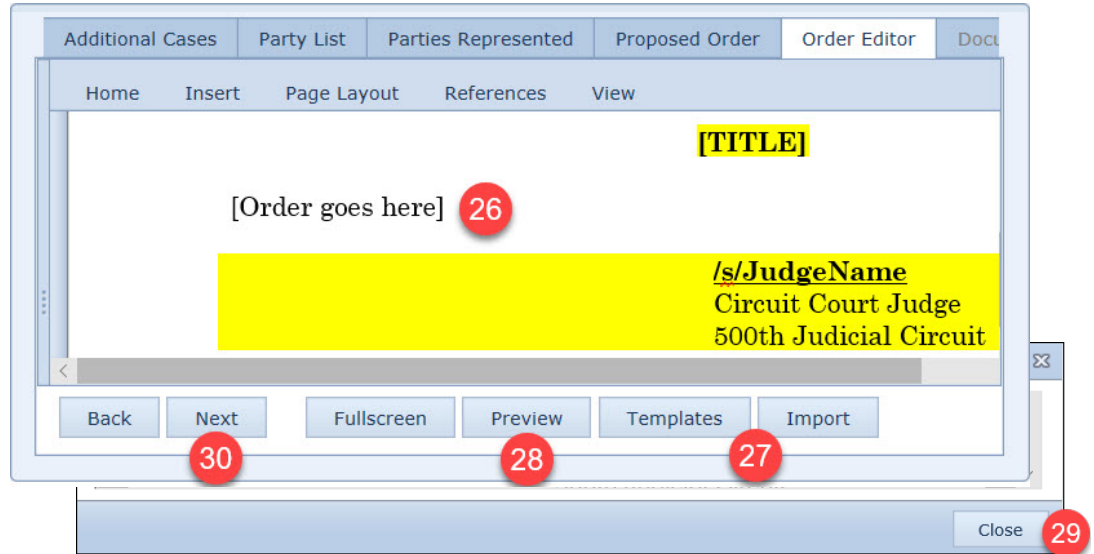 Additional Cases Party List Parties Represented Proposed Order Order Editor Docu
Home Insert Page Layout References View
[TITLE]
[Order goes here] 26
/s/JudgeName
Circuit Court Judge
500th Judicial Circuit
Back Next Fullscreen Preview Templates Import
30 28 27
Close 29